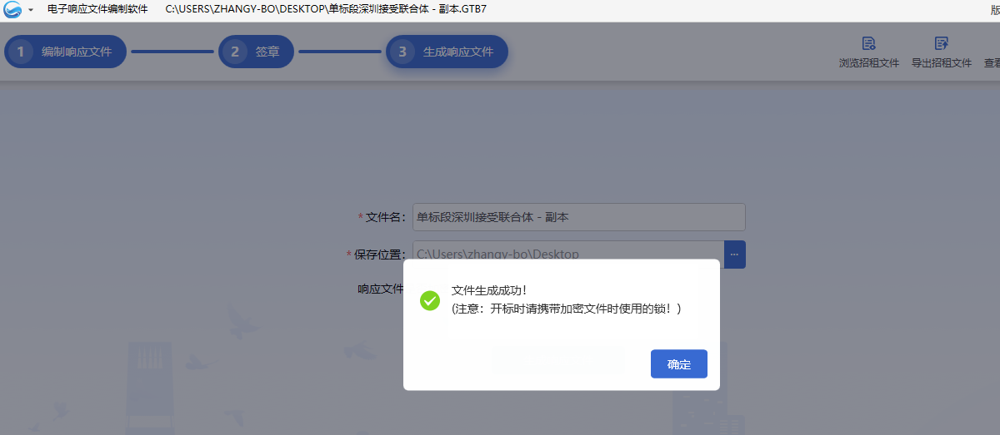 电子响应文件编制软件 C:\USERS\ZHANGY-BO\DESKTOP\单标段深圳接受联合体 - 副本.GTB7 版
1 编制响应文件 2 签章 3 生成响应文件
浏览招租文件 导出招租文件 查看
* 文件名: 单标段深圳接受联合体 - 副本
* 保存位置: C:\Users\zhangy-bo\Desktop ...
响应文件
文件生成成功!
(注意：开标时请携带加密文件时使用的锁！)
确定